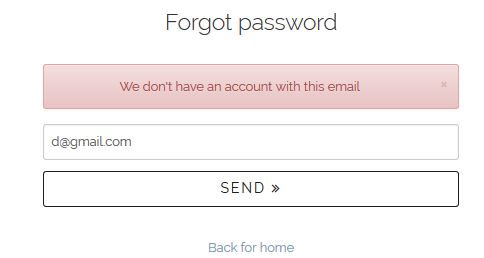 Forgot password
We don't have an account with this email ×
d@gmail.com
SEND »
Back for home